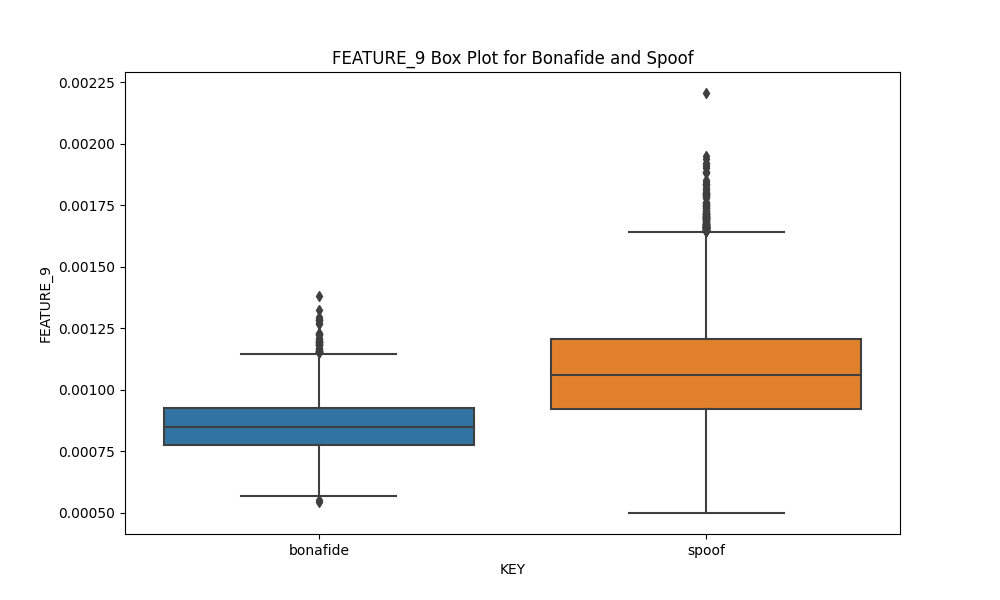 FEATURE_9 Box Plot for Bonafide and Spoof
0.00225
0.00200
0.00175
0.00150
0.00125
0.00100
0.00075
0.00050
FEATURE_9
bonafide
spoof
KEY